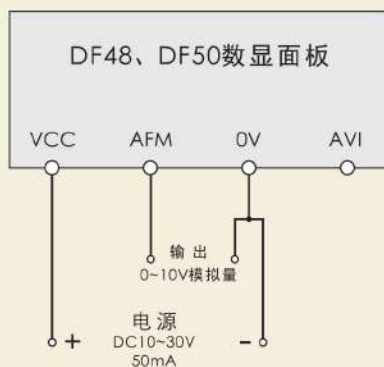 DF48、DF50数显面板
VCC AFM 0V AVI
输出
0~10V模拟量
电源
+ DC10~30V -
50mA